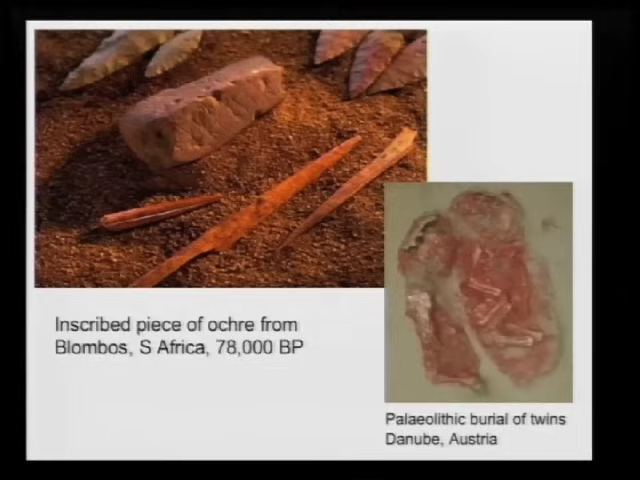 Inscribed piece of ochre from
Blombos, S Africa, 78,000 BP
Palaeolithic burial of twins
Danube, Austria